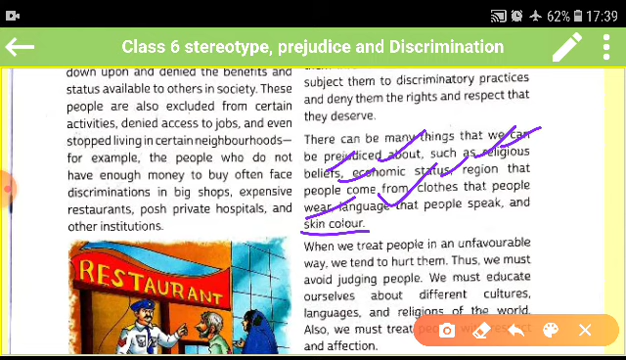 62% 17:39
Class 6 stereotype, prejudice and Discrimination
down upon and denied the benefits and
status available to others in society. These
people are also excluded from certain
activities, denied access to jobs, and even
stopped living in certain neighbourhoods—
for example, the people who do not
have enough money to buy often face
discriminations in big shops, expensive
restaurants, posh private hospitals, and
other institutions.
RESTAURANT
subject them to discriminatory practices
and deny them the rights and respect that
they deserve.
There can be many things that we can
be prejudiced about, such as religious
beliefs, economic status, region that
people come from, clothes that people
wear, language that people speak, and
skin colour.
When we treat people in an unfavourable
way, we tend to hurt them. Thus, we must
avoid judging people. We must educate
ourselves about different cultures,
languages, and religions of the world.
Also, we must treat
and affection.